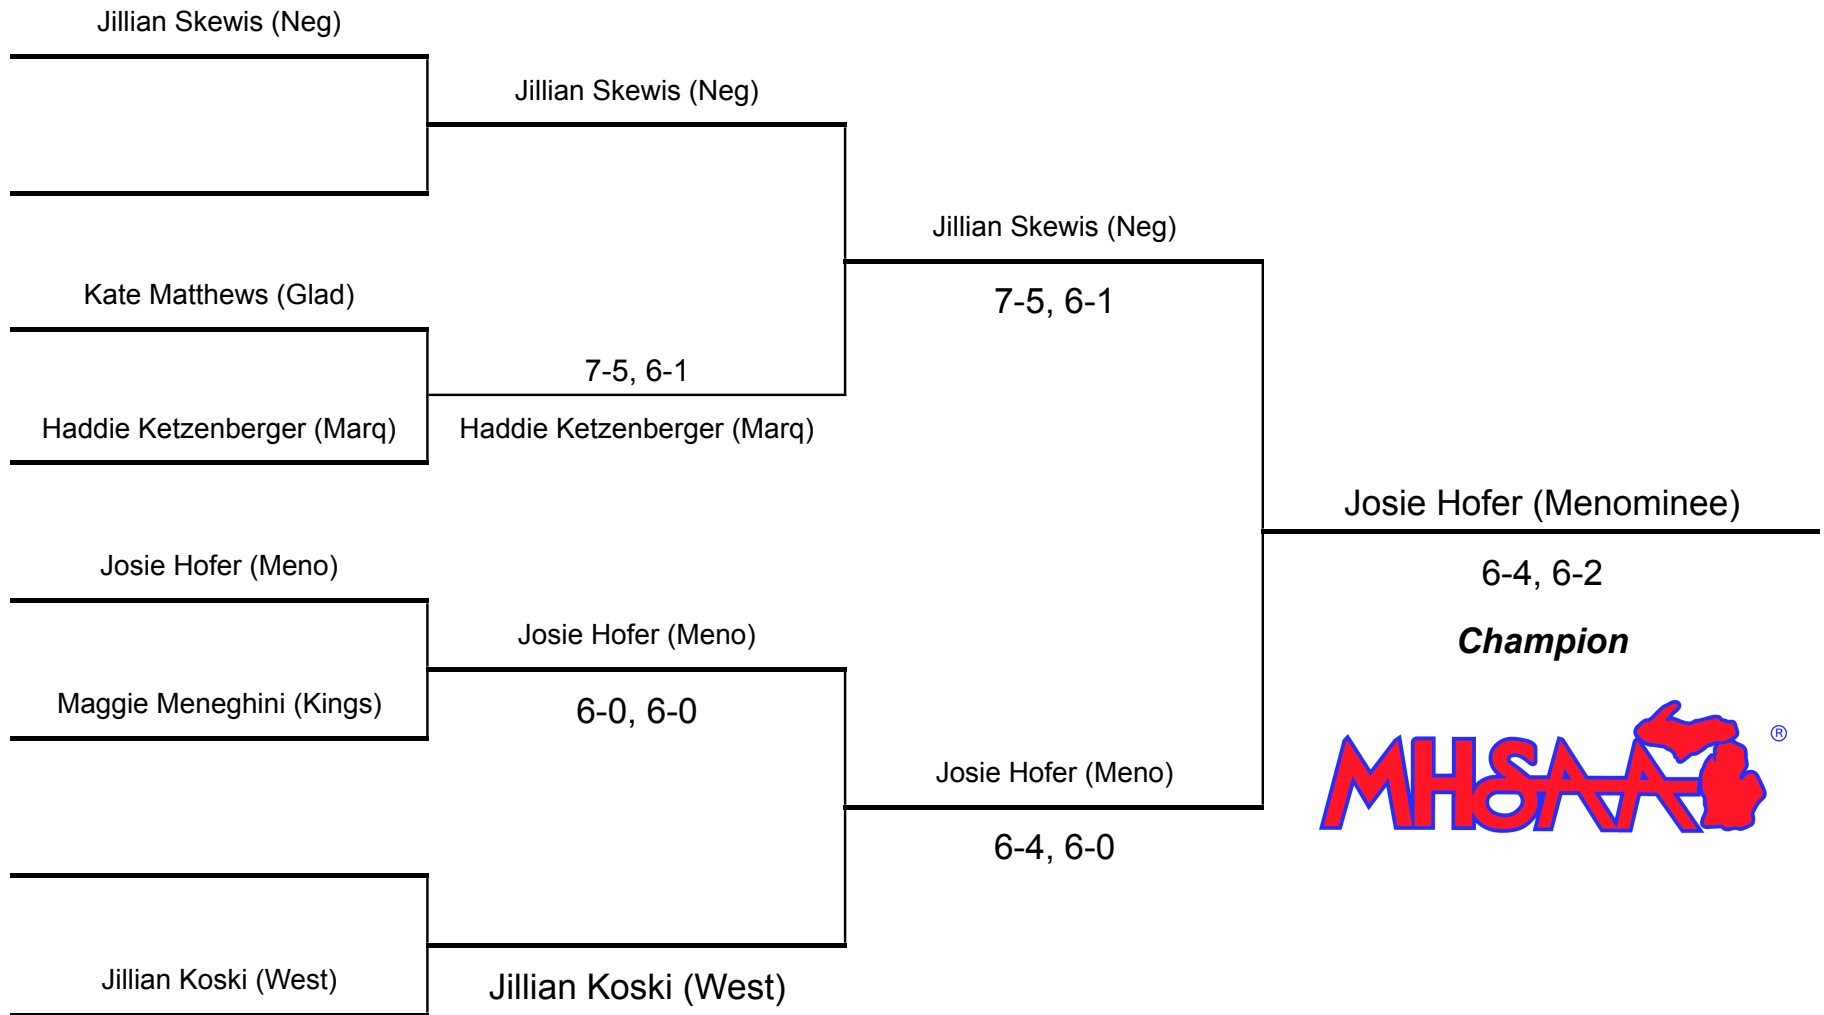 Jillian Skewis (Neg)
Jillian Skewis (Neg)
Jillian Skewis (Neg)
7-5, 6-1
Kate Matthews (Glad)
7-5, 6-1
Haddie Ketzenberger (Marq)
Haddie Ketzenberger (Marq)
Josie Hofer (Menominee)
6-4, 6-2
Champion
Josie Hofer (Meno)
Josie Hofer (Meno)
6-0, 6-0
Maggie Meneghini (Kings)
Josie Hofer (Meno)
6-4, 6-0
MHSAA ®
Jillian Koski (West)
Jillian Koski (West)